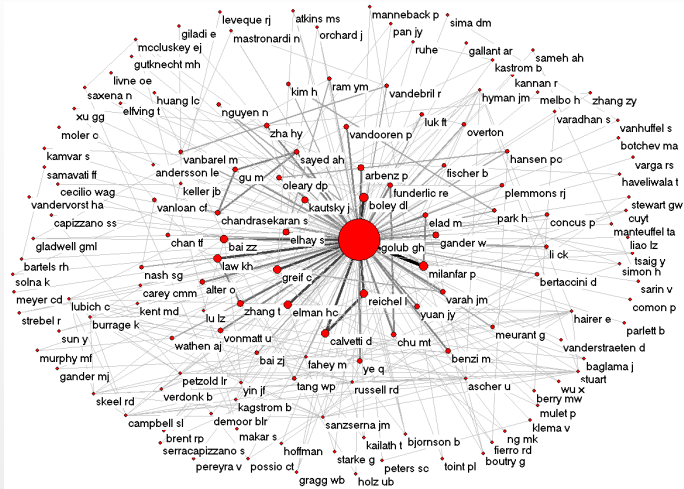 leveque rj
atkins ms
manneback p
sima dm
giladi e
mastronardi n
orchard j
pan jy
mccluskey ej
ruhe
gallant ar
sameh ah
gutknecht mh
kastrom b
livne oe
saxena n
huang lc
kim h
ram ym
vandebril r
hyman jm
kannan r
melbo h
zhang zy
elfving t
nguyen n
xu gg
luk ft
varadhan s
vanhuffel s
moler c
zha hy
vandooren p
overton
botchev ma
kamvar s
vanbarel m
sayed ah
hansen pc
varga rs
samavati ff
andersson le
gu m
arbenz p
fischer b
haveliwala t
cecilio wag
keller jb
oleary dp
funderlic re
plemmons rj
vandervorst ha
vanloan cf
kautsky j
boley dl
stewart gw
capizzano ss
chandrasekaran s
elad m
park h
concus p
cuyt
manteuffel ta
gladwell gml
chan tf
bai zz
elhay s
golub gh
gander w
li ck
liao lz
bartels rh
law kh
tsaig y
solna k
nash sg
greif c
milanfar p
bertaccini d
simon h
meyer cd
carey cmm
alter o
reichel l
varah jm
sarin v
lubich c
kent md
zhang t
elman hc
yuan jy
hairer e
comon p
strebel r
burrage k
lu lz
parlett b
sun y
wathen aj
vonmatt u
calvetti d
chu mt
meurant g
vanderstraeten d
murphy mf
bai zj
fahey m
ye q
benzi m
baglama j
gander mj
petzold lr
tang wp
russell rd
ascher u
stuart
skeel rd
verdonk b
yin jf
wu x
kagstrom b
berry mw
campbell sl
demoor blr
sanzserna jm
mulet p
brent rp
makar s
kailath t
bjornson b
klema v
serracapizzano s
hoffman
ng mk
pereyra v
possio ct
starke g
peters sc
toint pl
fierro rd
boutry g
gragg wb
holz ub